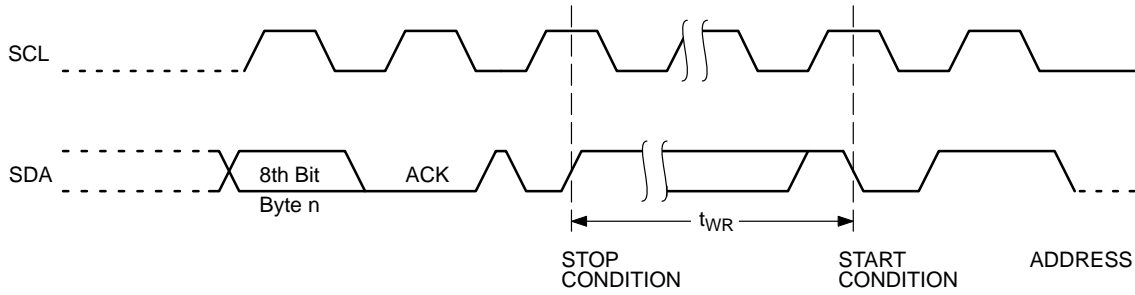 SCL
SDA
8th Bit
Byte n
ACK
tWR
STOP
CONDITION
START
CONDITION
ADDRESS